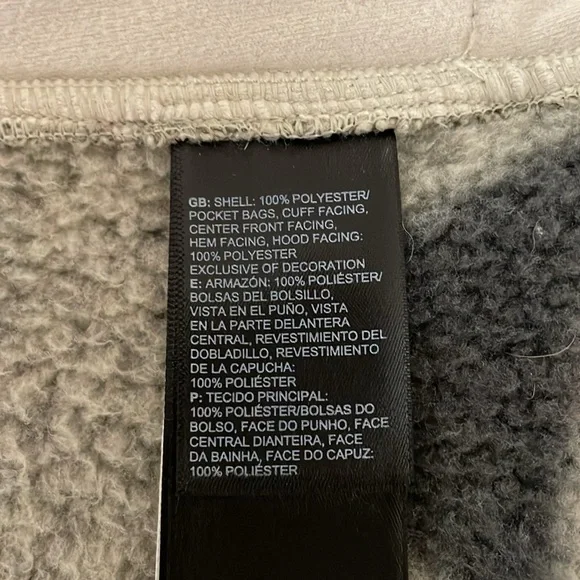 GB: SHELL: 100% POLYESTER/
POCKET BAGS, CUFF FACING,
CENTER FRONT FACING,
HEM FACING, HOOD FACING:
100% POLYESTER
EXCLUSIVE OF DECORATION
E: ARMAZÓN: 100% POLIÉSTER/
BOLSAS DEL BOLSILLO,
VISTA EN EL PUÑO, VISTA
EN LA PARTE DELANTERA
CENTRAL, REVESTIMIENTO DEL
DOBLADILLO, REVESTIMIENTO
DE LA CAPUCHA:
100% POLIÉSTER
P: TECIDO PRINCIPAL:
100% POLIÉSTER/BOLSAS DO
BOLSO, FACE DO PUNHO, FACE
CENTRAL DIANTEIRA, FACE
DA BAINHA, FACE DO CAPUZ:
100% POLIÉSTER